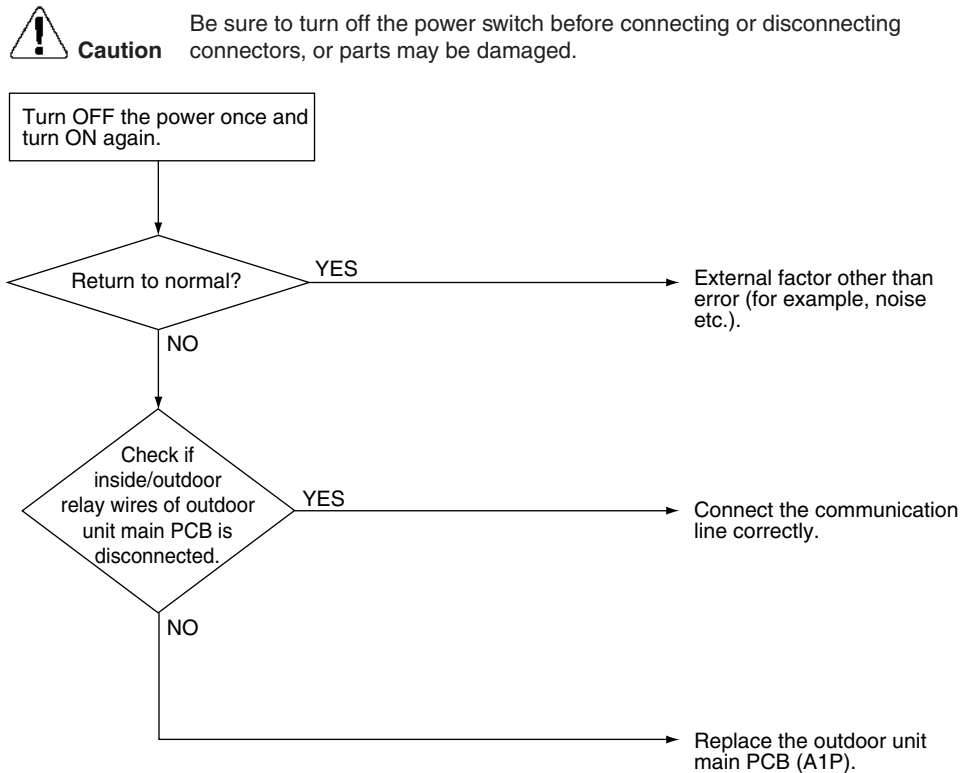 Caution
Be sure to turn off the power switch before connecting or disconnecting
connectors, or parts may be damaged.
Turn OFF the power once and
turn ON again.
Return to normal?
YES
External factor other than
error (for example, noise
etc.).
NO
Check if
inside/outdoor
relay wires of outdoor
unit main PCB is
disconnected.
YES
Connect the communication
line correctly.
NO
Replace the outdoor unit
main PCB (A1P).